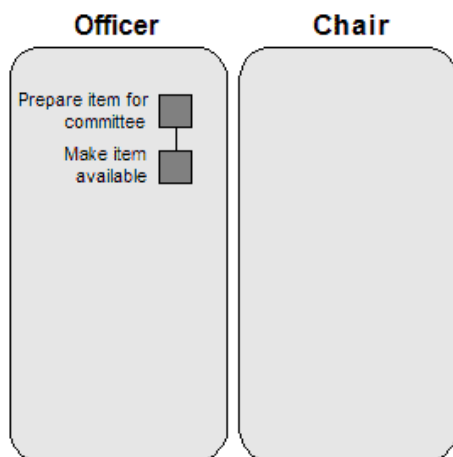 Officer
Chair
Prepare item for
committee
Make item
available